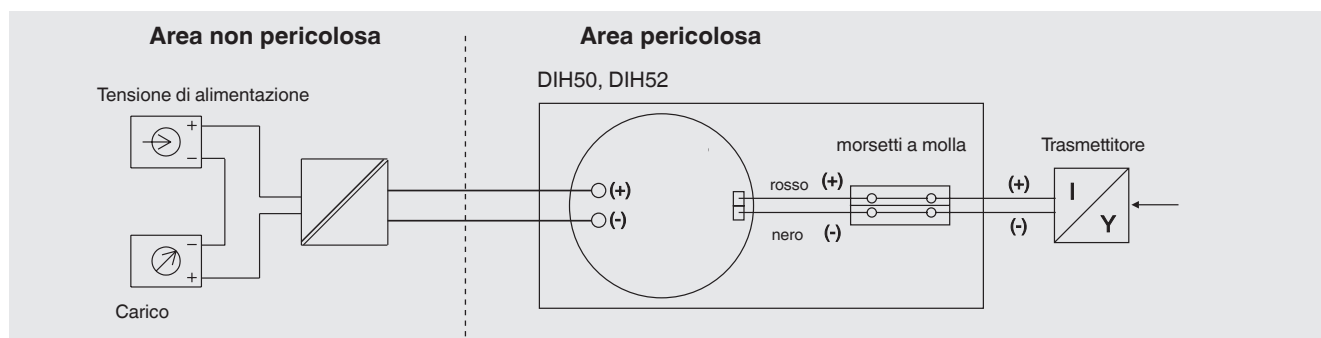 Area non pericolosa
Area pericolosa
DIH50, DIH52
Tensione di alimentazione
+
−
morsetti a molla
Trasmettitore
(+)
(-)
rosso (+)
nero (-)
(+)
(-)
I
Y
−
+
Carico